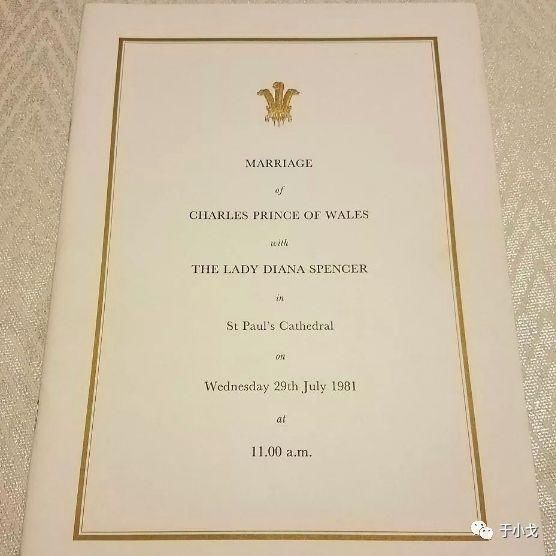 MARRIAGE
of
CHARLES PRINCE OF WALES
with
THE LADY DIANA SPENCER
in
St Paul's Cathedral
on
Wednesday 29th July 1981
at
11.00 a.m.
于小戈